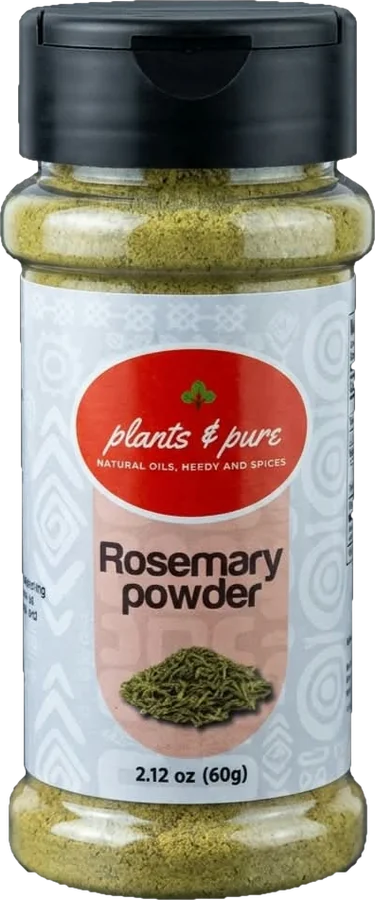 plants & pure
NATURAL OILS, HEEDY AND SPICES
Rosemary
powder
2.12 oz (60g)